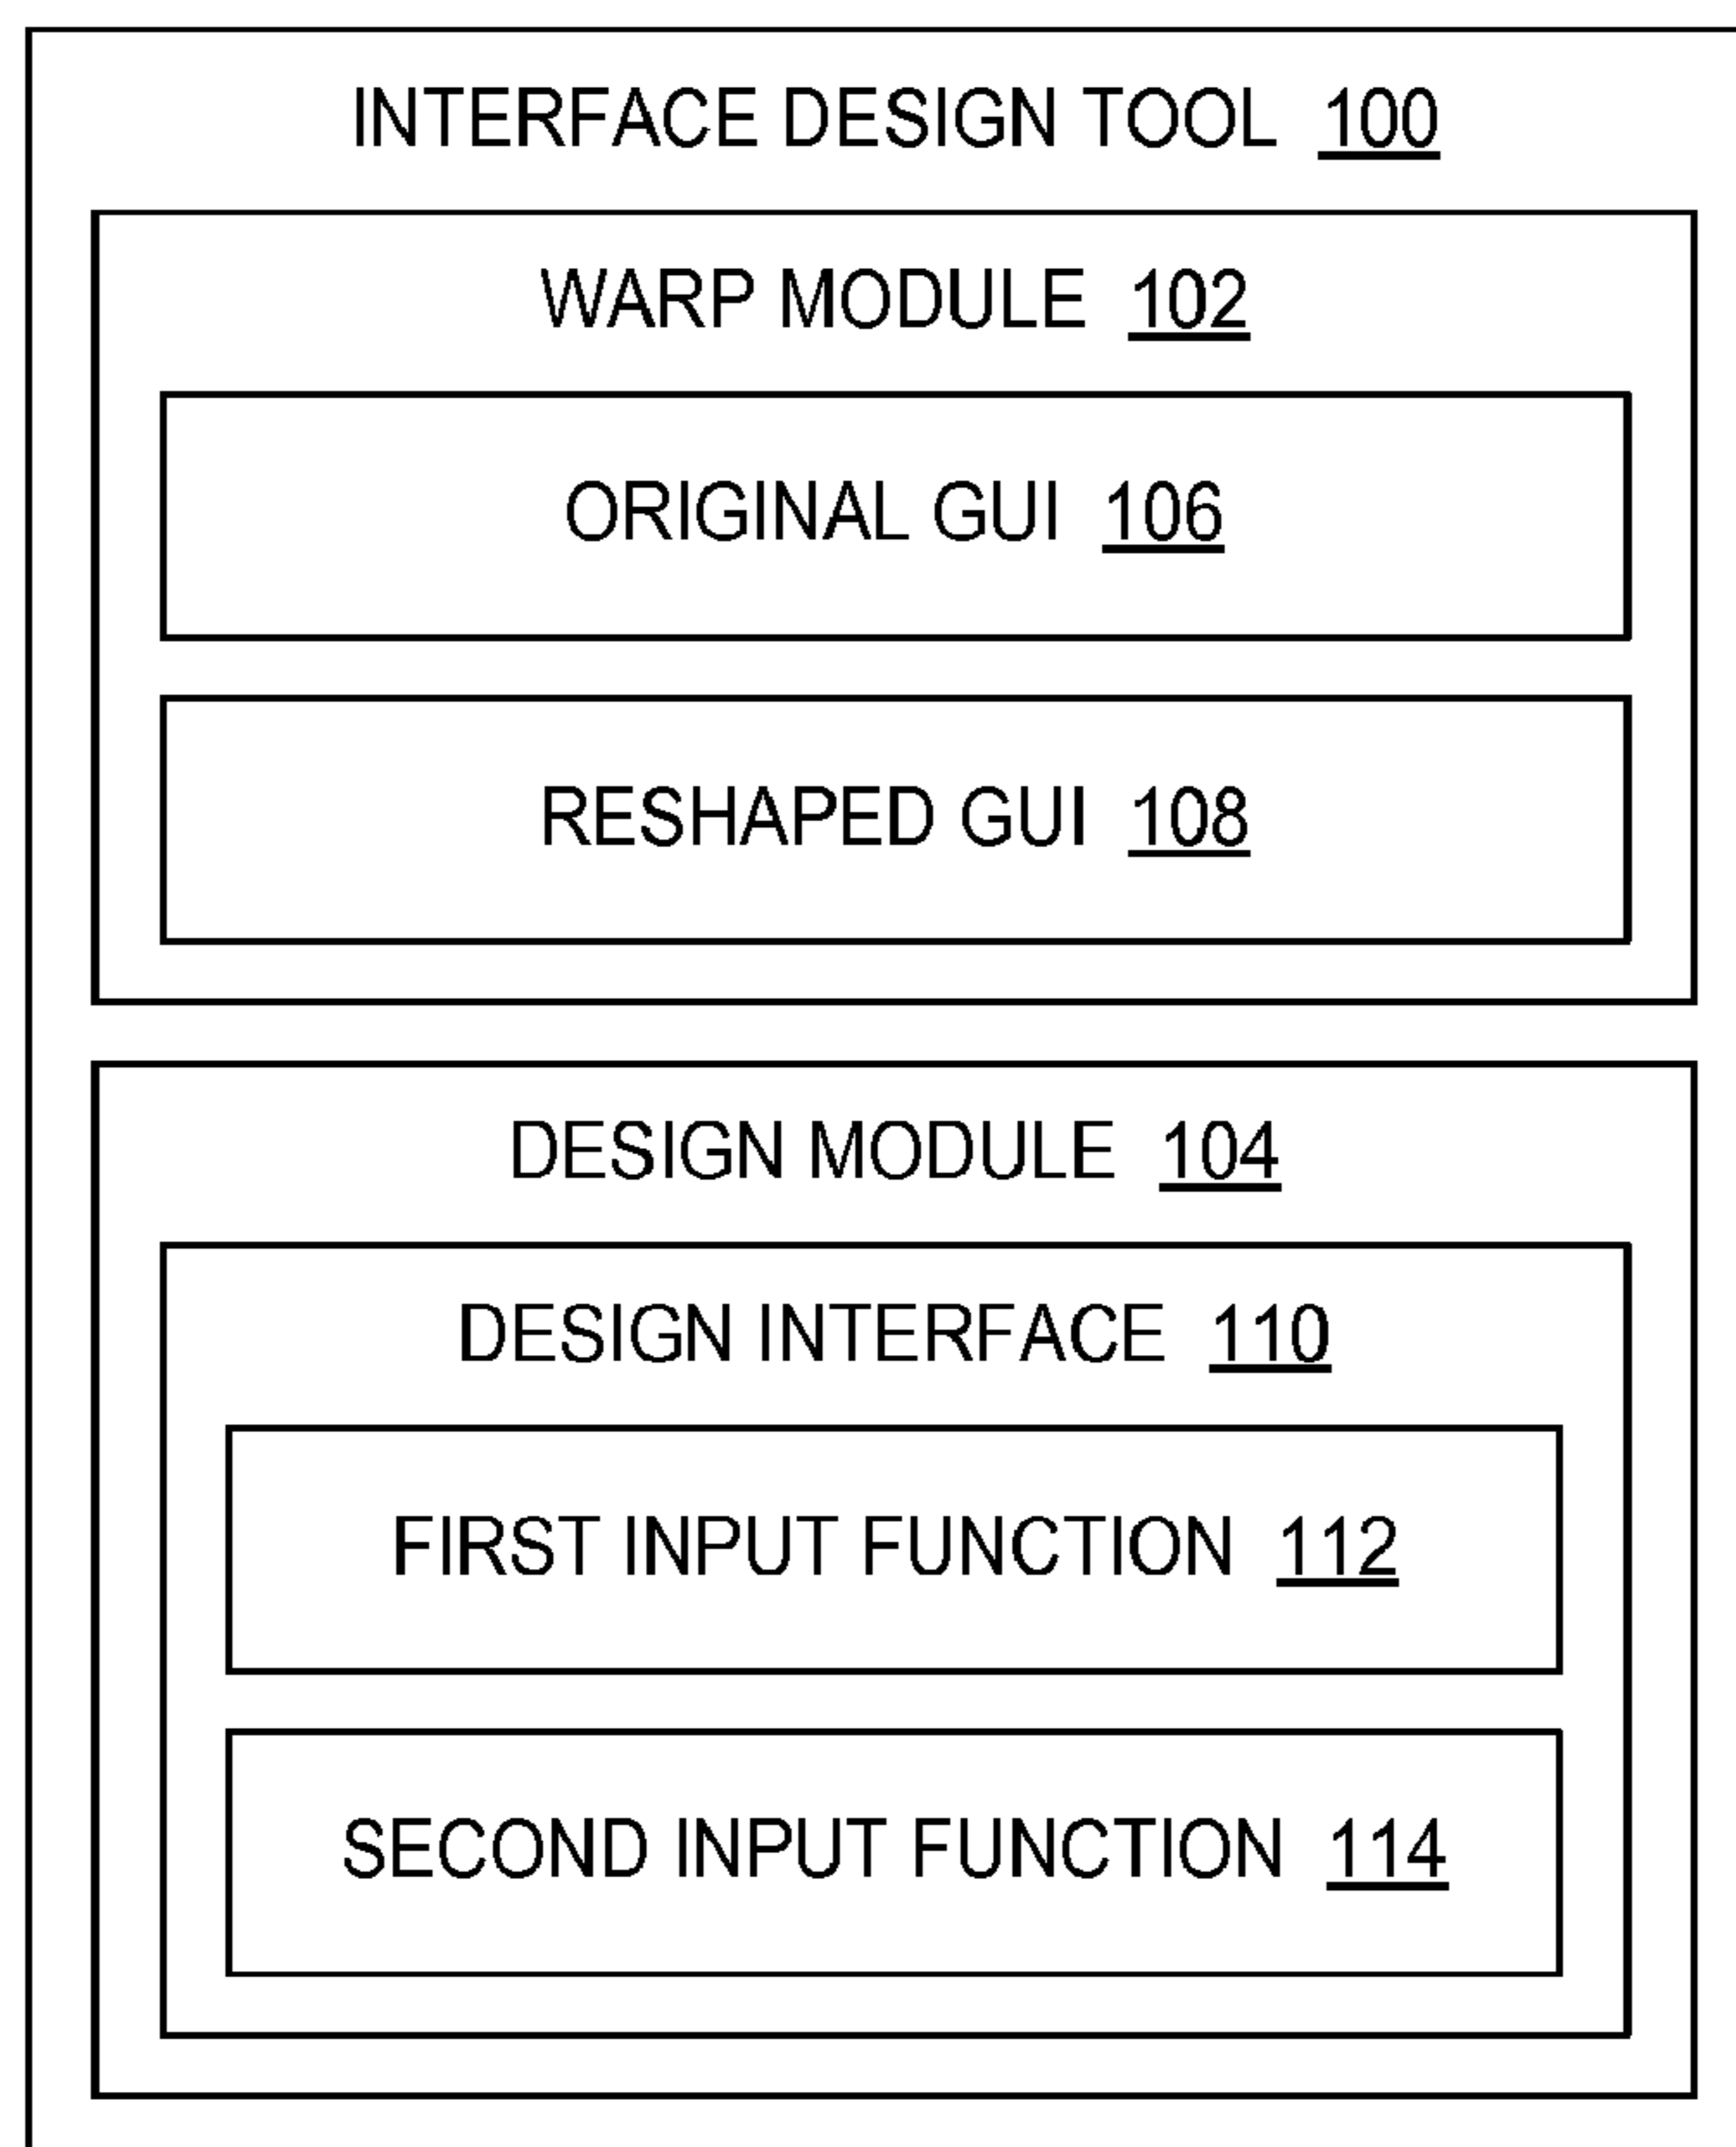 INTERFACE DESIGN TOOL 100
WARP MODULE 102
ORIGINAL GUI 106
RESHAPED GUI 108
DESIGN MODULE 104
DESIGN INTERFACE 110
FIRST INPUT FUNCTION 112
SECOND INPUT FUNCTION 114